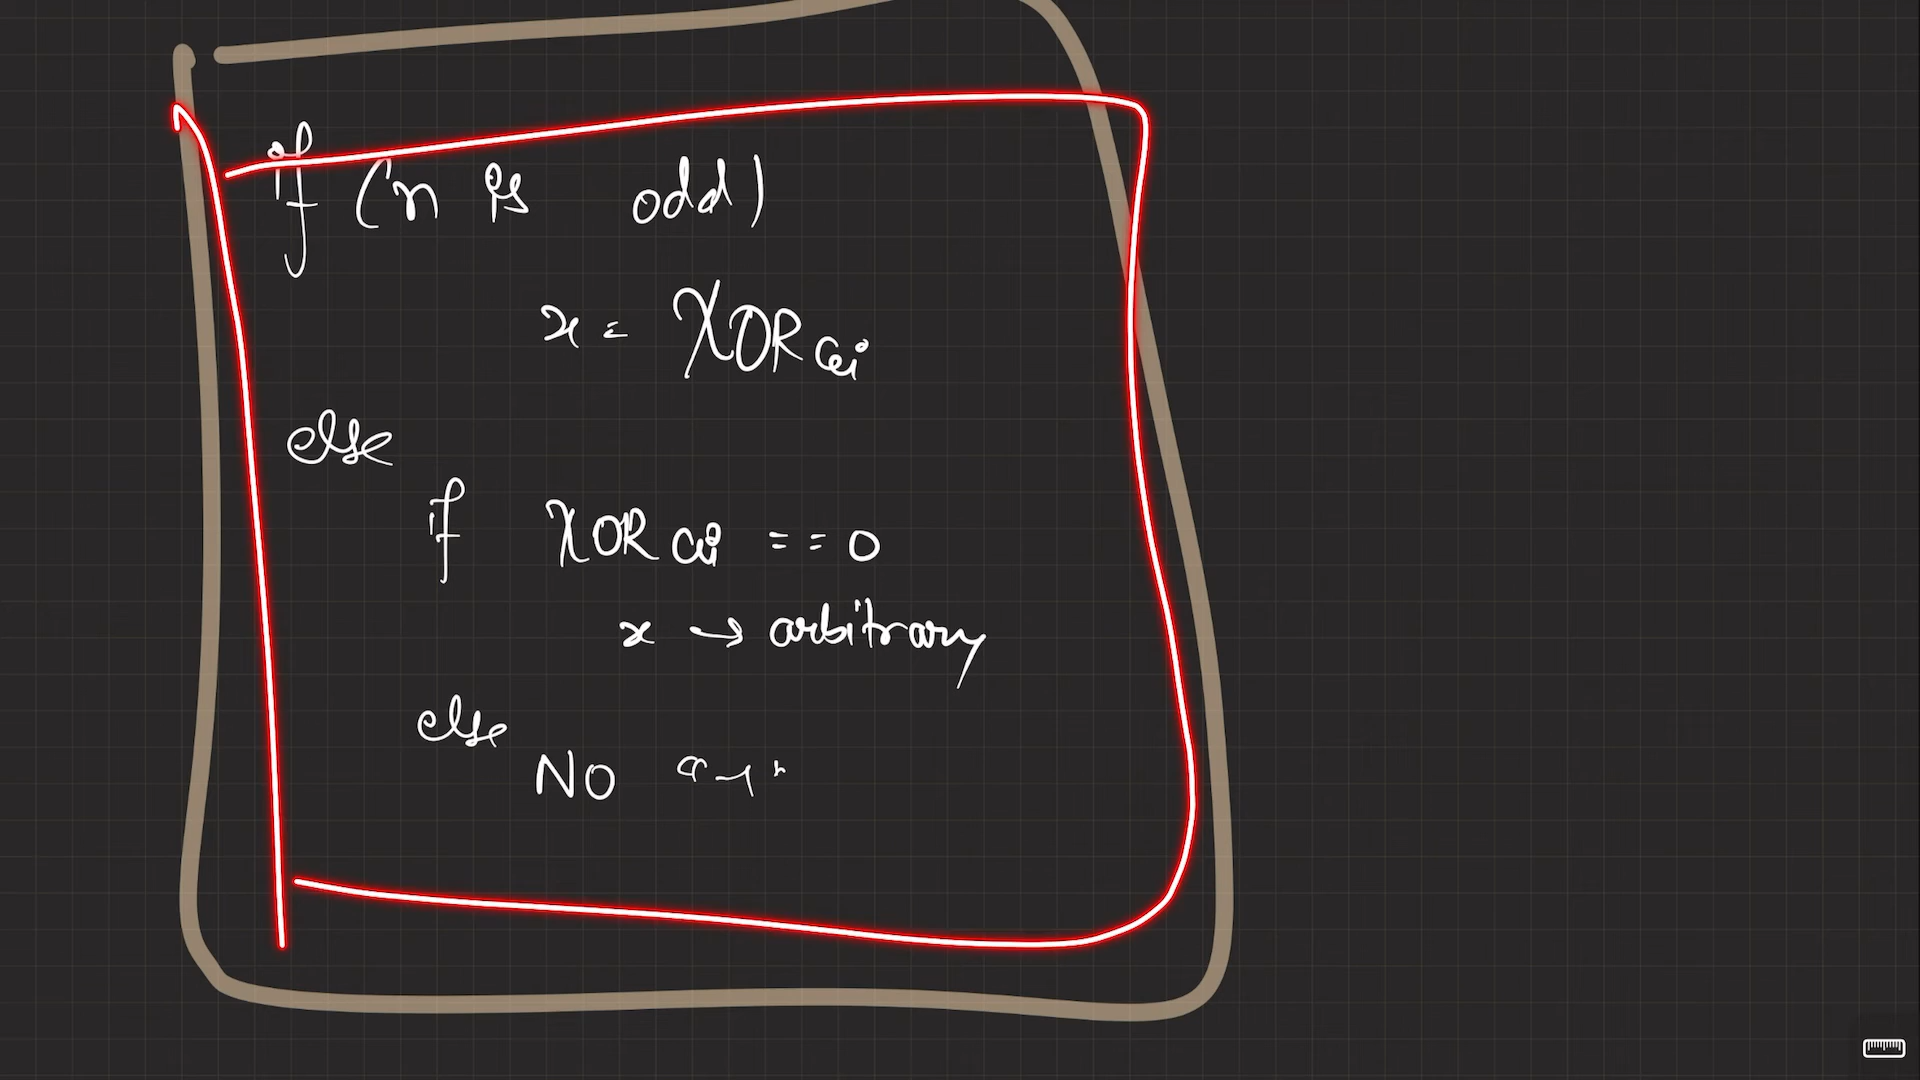 if (n is odd)
x = XOR ai
else
if XOR ai == 0
x → arbitrary
else
NO